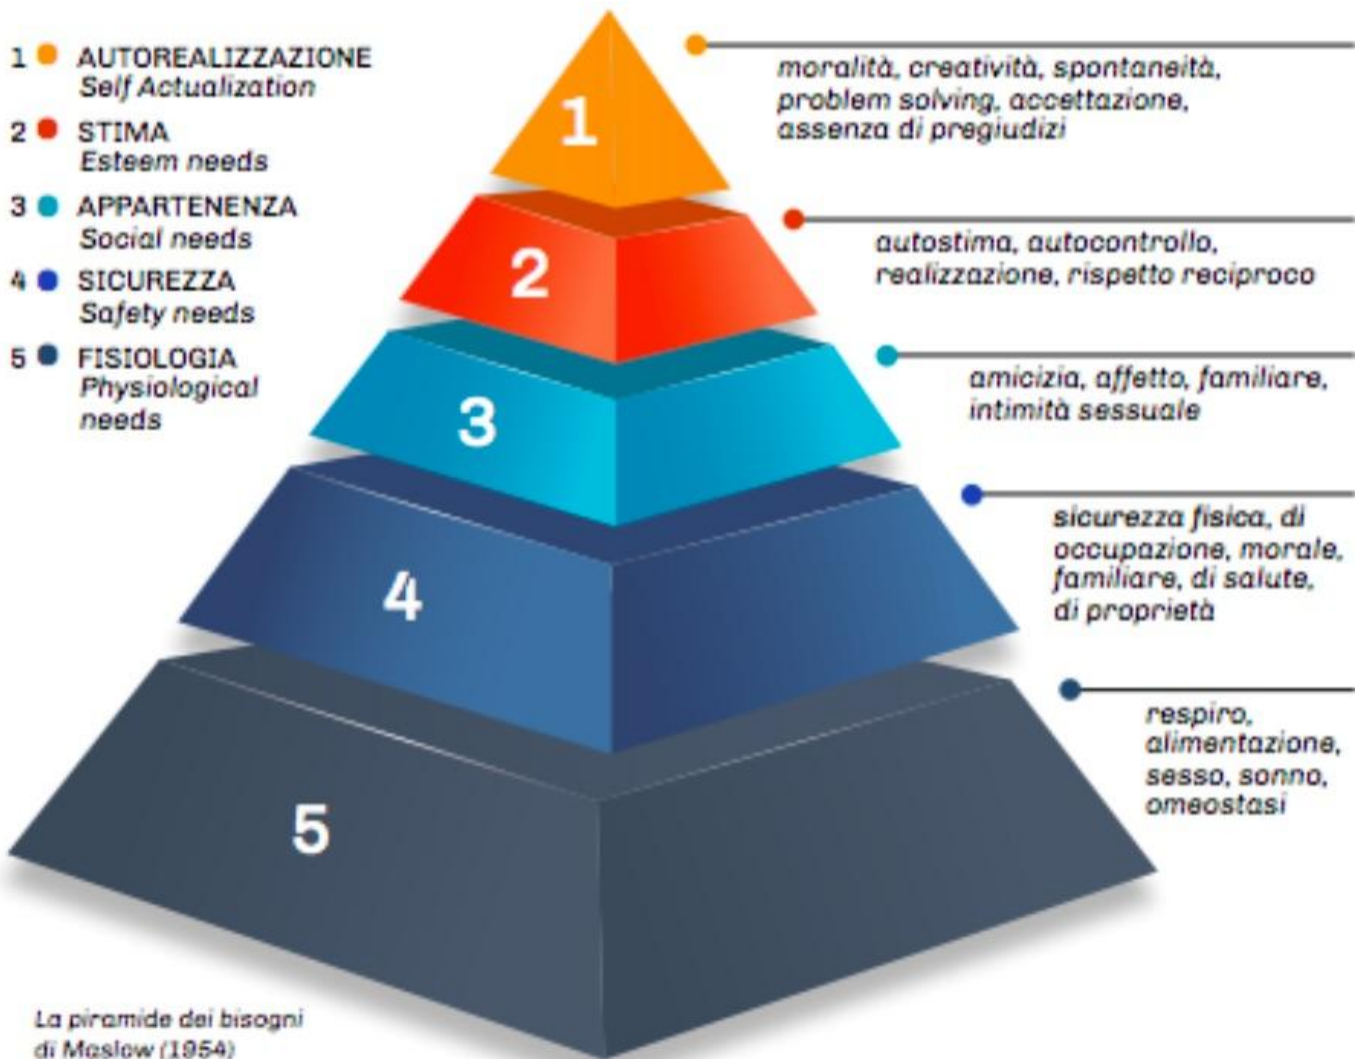 1 AUTOREALIZZAZIONE
Self Actualization
2 STIMA
Esteem needs
3 APPARTENENZA
Social needs
4 SICUREZZA
Safety needs
5 FISIOLOGIA
Physiological
needs
1
2
3
4
5
moralità, creatività, spontaneità,
problem solving, accettazione,
assenza di pregiudizi
autostima, autocontrollo,
realizzazione, rispetto reciproco
amicizia, affetto, familiare,
intimità sessuale
sicurezza fisica, di
occupazione, morale,
familiare, di salute,
di proprietà
respiro,
alimentazione,
sesso, sonno,
omeostasi
La piramide dei bisogni
di Maslow (1954)